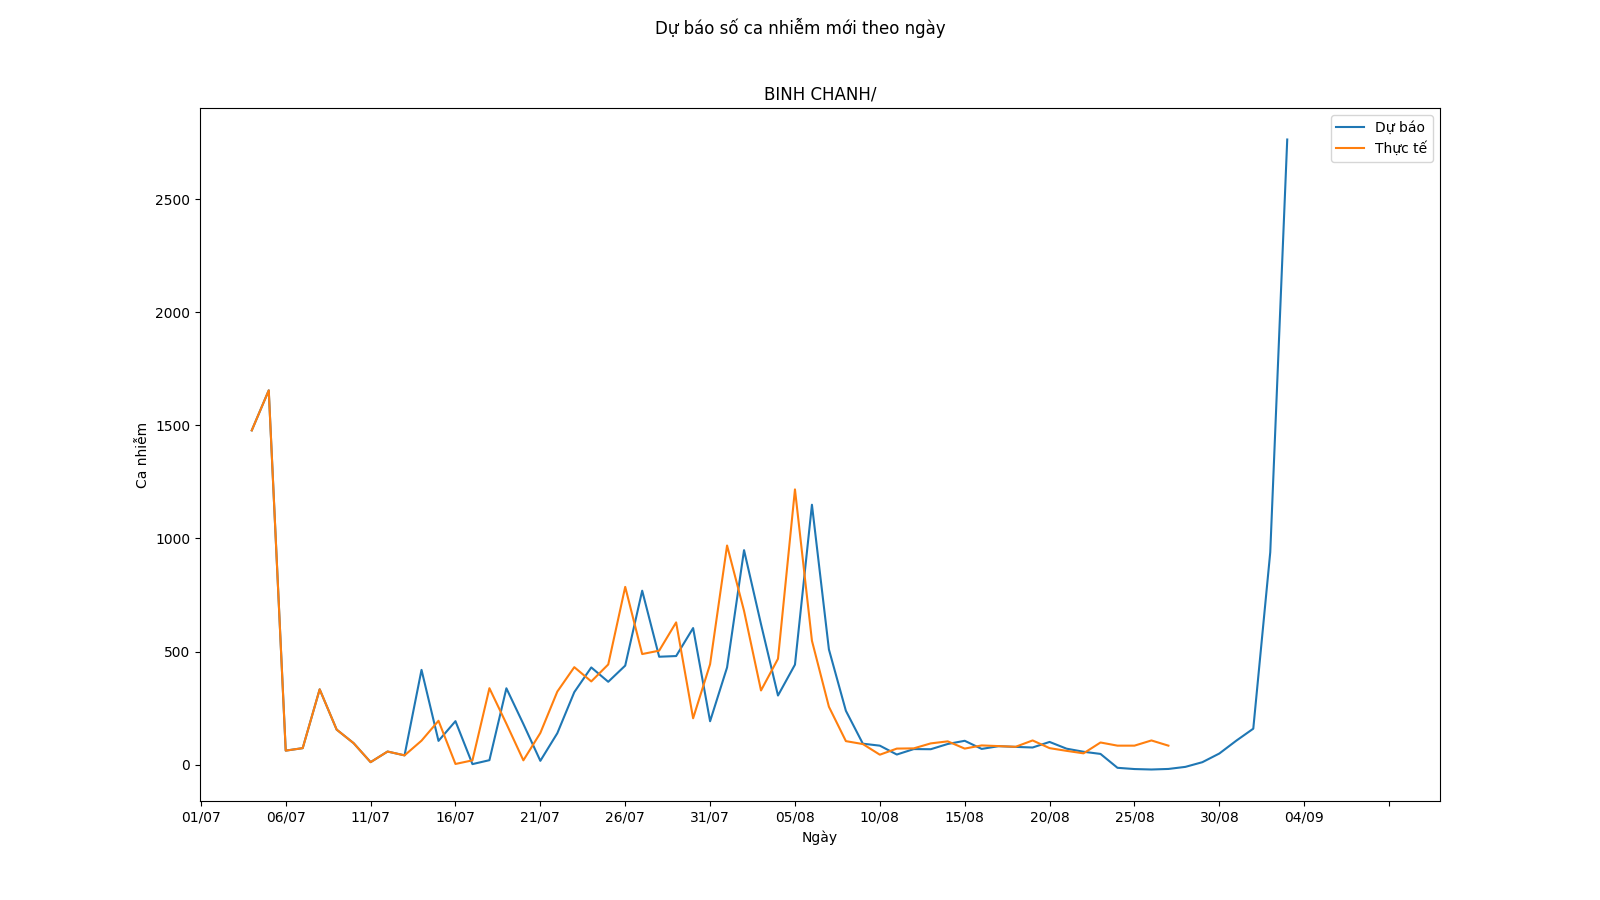 Dự báo số ca nhiễm mới theo ngày
BINH CHANH/
Dự báo
Thực tế
2500
2000
1500
1000
500
0
Ca nhiễm
01/07 06/07 11/07 16/07 21/07 26/07 31/07 05/08 10/08 15/08 20/08 25/08 30/08 04/09
Ngày